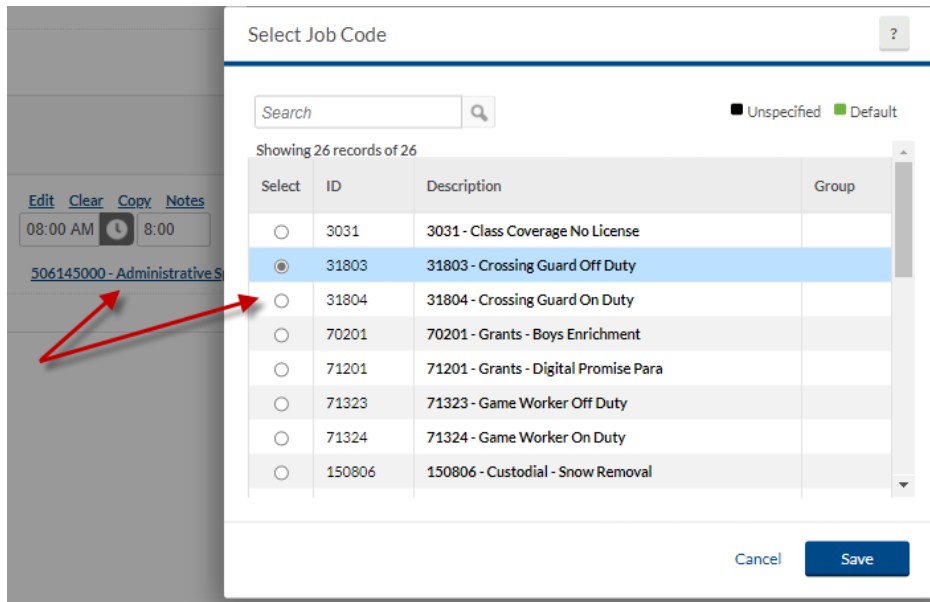 Select Job Code
?
Search
Unspecified Default
Showing 26 records of 26
Select ID Description Group
Edit Clear Copy Notes
08:00 AM 8:00
506145000 - Administrative
3031 3031 - Class Coverage No License
31803 31803 - Crossing Guard Off Duty
31804 31804 - Crossing Guard On Duty
70201 70201 - Grants - Boys Enrichment
71201 71201 - Grants - Digital Promise Para
71323 71323 - Game Worker Off Duty
71324 71324 - Game Worker On Duty
150806 150806 - Custodial - Snow Removal
Cancel Save